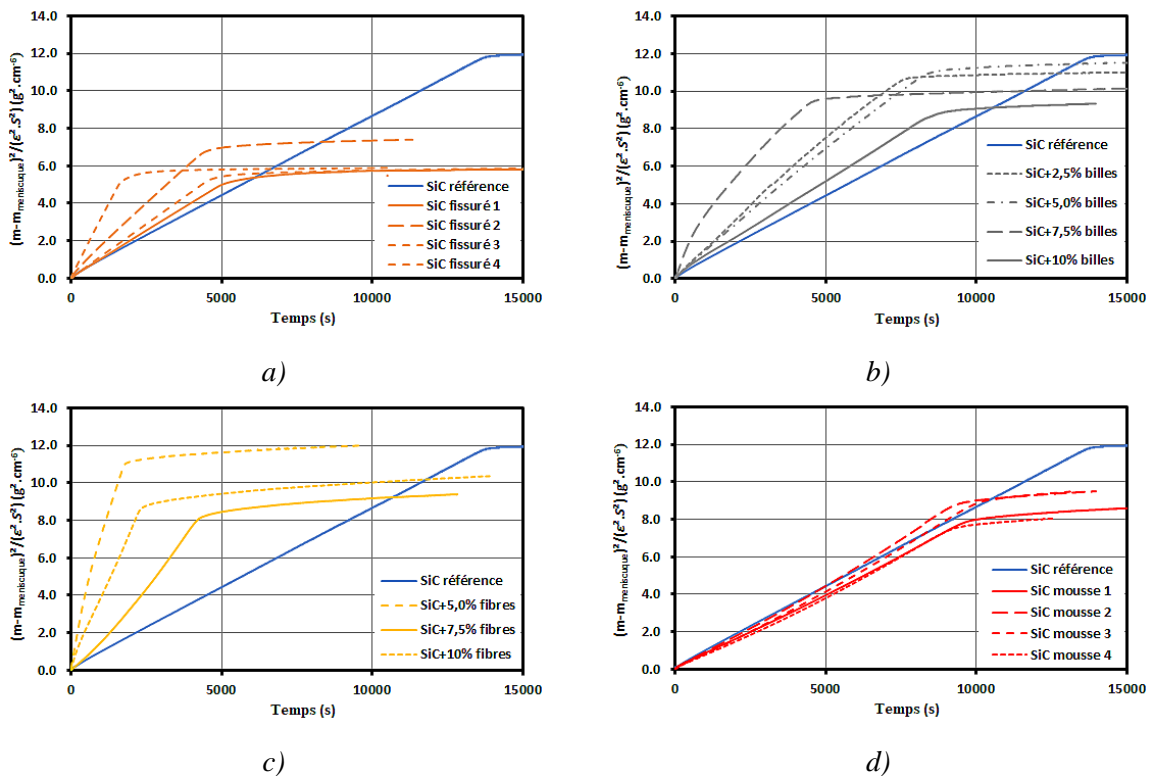 14.0
12.0
10.0
8.0
6.0
4.0
2.0
0.0
0
5000
10000
15000
(m-mmeniscuque)²/(ε².S²) (g².cm-6)
Temps (s)
SiC référence
SiC fissuré 1
SiC fissuré 2
SiC fissuré 3
SiC fissuré 4
a)
14.0
12.0
10.0
8.0
6.0
4.0
2.0
0.0
0
5000
10000
15000
(m-mmeniscuque)²/(ε².S²) (g².cm-6)
Temps (s)
SiC référence
SiC+2,5% billes
SiC+5,0% billes
SiC+7,5% billes
SiC+10% billes
b)
14.0
12.0
10.0
8.0
6.0
4.0
2.0
0.0
0
5000
10000
15000
(m-mmeniscuque)²/(ε².S²) (g².cm-6)
Temps (s)
SiC référence
SiC+5,0% fibres
SiC+7,5% fibres
SiC+10% fibres
c)
14.0
12.0
10.0
8.0
6.0
4.0
2.0
0.0
0
5000
10000
15000
(m-mmeniscuque)²/(ε².S²) (g².cm-6)
Temps (s)
SiC référence
SiC mousse 1
SiC mousse 2
SiC mousse 3
SiC mousse 4
d)